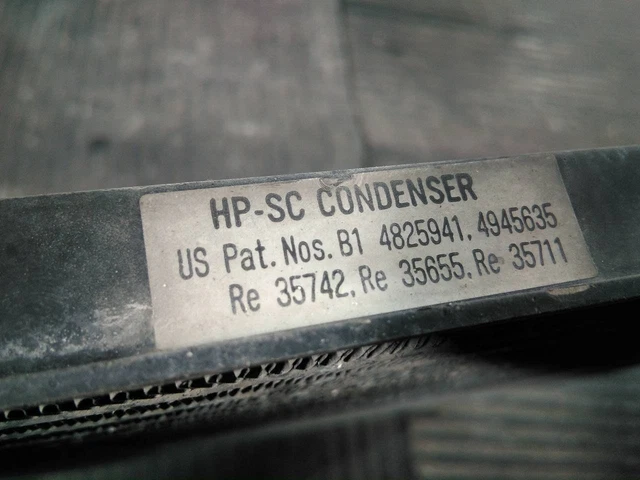 HP-SC CONDENSER
US Pat. Nos. B1 4825941, 4945635
Re 35742, Re 35655, Re 35711